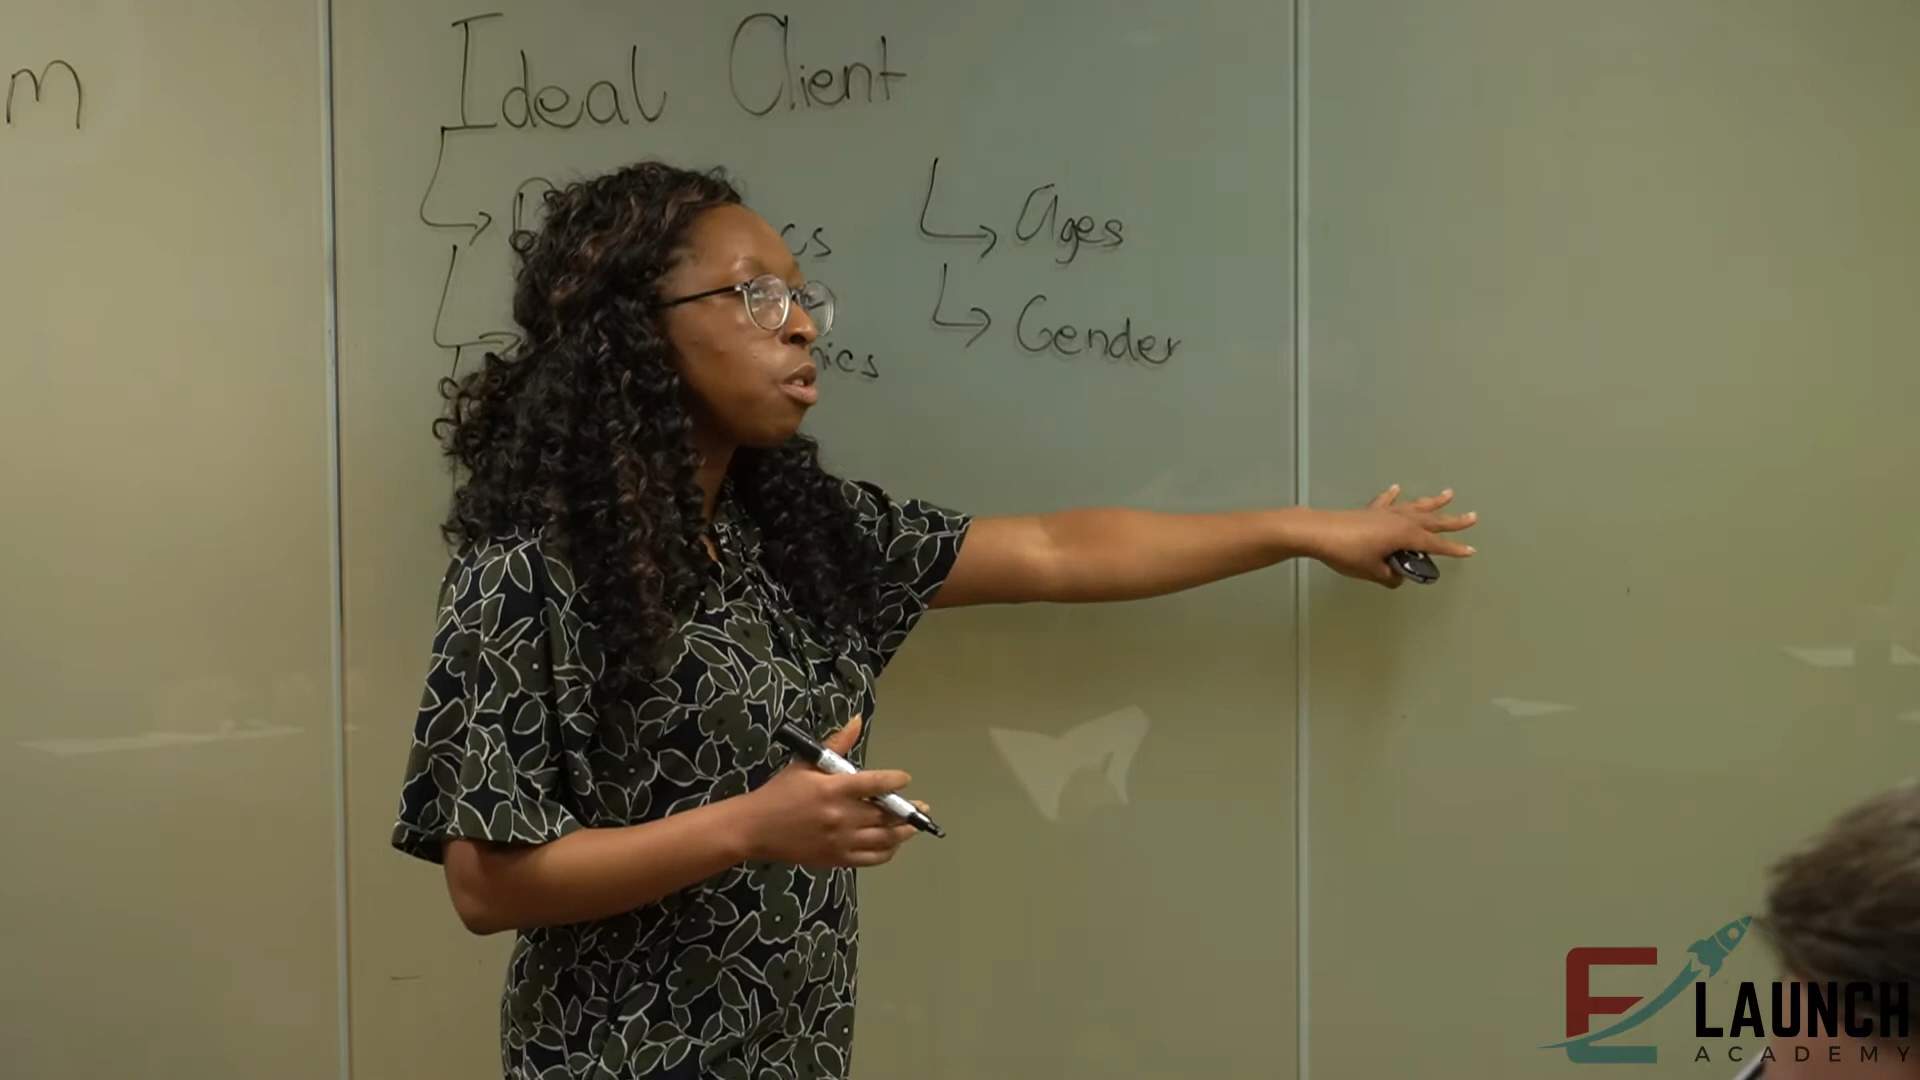 m
Ideal Client
Ages
Gender
E LAUNCH
ACADEMY